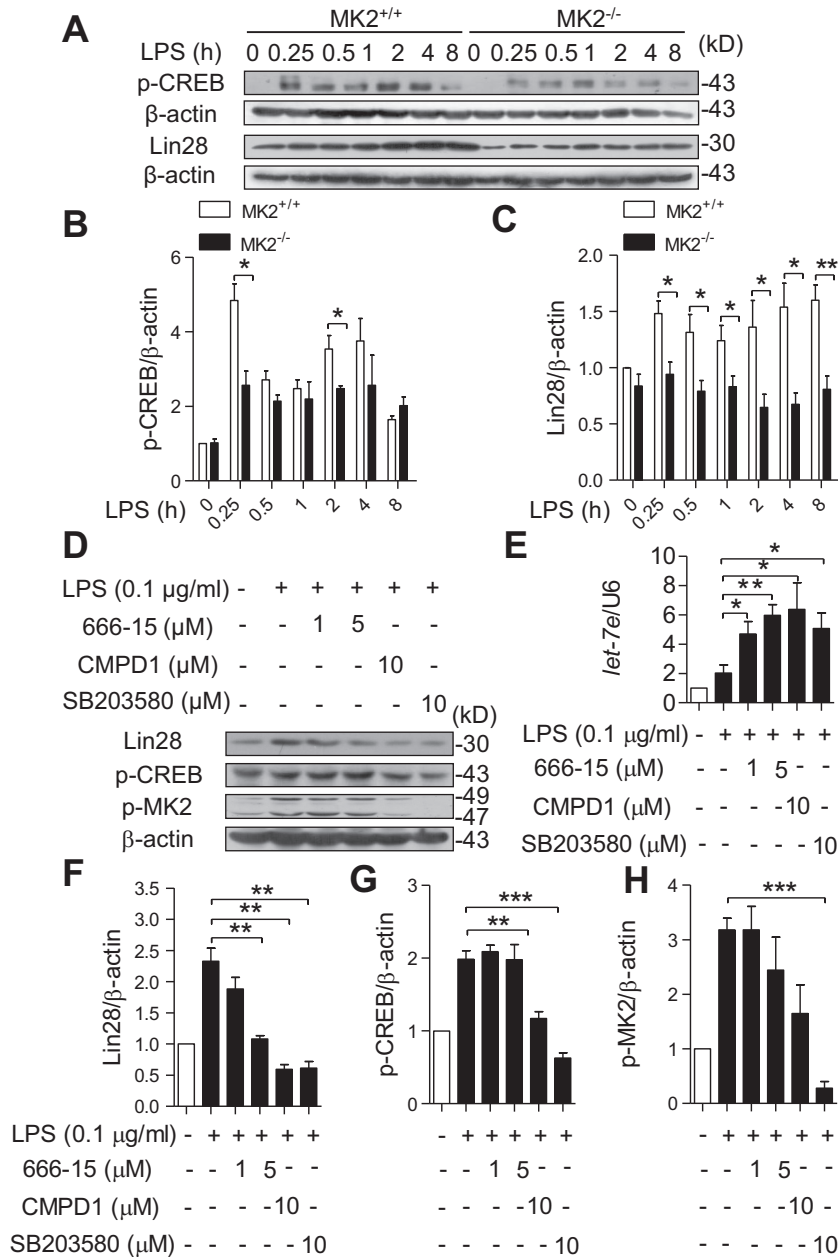 A
MK2+/+ MK2-/-
LPS (h) 0 0.25 0.5 1 2 4 8 0 0.25 0.5 1 2 4 8 (kD)
p-CREB -43
β-actin -43
Lin28 -30
β-actin -43
B
MK2+/+
MK2-/-
p-CREB/β-actin
6
4
2
0
* *
LPS (h) 0 0.25 0.5 1 2 4 8
C
MK2+/+
MK2-/-
Lin28/β-actin
2.0
1.5
1.0
0.5
0.0
* * * * * **
LPS (h) 0 0.25 0.5 1 2 4 8
D
LPS (0.1 µg/ml) - + + + + +
666-15 (µM) - - 1 5 - -
CMPD1 (µM) - - - - 10 -
SB203580 (µM) - - - - - 10
(kD)
Lin28 -30
p-CREB -43
p-MK2 -49
-47
β-actin -43
E
let-7e/U6
10
8
6
4
2
0
*
*
**
*
LPS (0.1 µg/ml) - + + + + +
666-15 (µM) - - 1 5 - -
CMPD1 (µM) - - - - 10 -
SB203580 (µM) - - - - - 10
F
Lin28/β-actin
3.5
3.0
2.5
2.0
1.5
1.0
0.5
0.0
**
**
**
LPS (0.1 µg/ml) - + + + + +
666-15 (µM) - - 1 5 - -
CMPD1 (µM) - - - - 10 -
SB203580 (µM) - - - - - 10
G
p-CREB/β-actin
3
2
1
0
***
**
- + + + + +
- - 1 5 - -
- - - - 10 -
- - - - - 10
H
p-MK2/β-actin
4
3
2
1
0
***
- + + + + +
- - 1 5 - -
- - - - 10 -
- - - - - 10